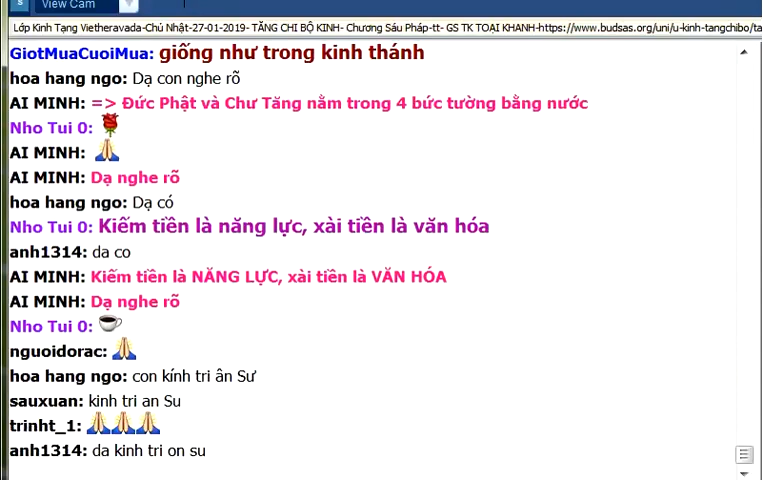 View Cam
Lớp Kinh Tạng Vietheravada-Chủ Nhật-27-01-2019- TĂNG CHI BỘ KINH- Chương Sáu Pháp-tt- GS TK TOẠI KHANH-https://www.budsas.org/uni/u-kinh-tangchibo/ta
GiotMuaCuoiMua: giống như trong kinh thánh
hoa hang ngo: Dạ con nghe rõ
AI MINH: => Đức Phật và Chư Tăng nằm trong 4 bức tường bằng nước
Nho Tui 0:
AI MINH:
AI MINH: Dạ nghe rõ
hoa hang ngo: Dạ có
Nho Tui 0: Kiếm tiền là năng lực, xài tiền là văn hóa
anh1314: da co
AI MINH: Kiếm tiền là NĂNG LỰC, xài tiền là VĂN HÓA
AI MINH: Dạ nghe rõ
Nho Tui 0:
nguoidorac:
hoa hang ngo: con kính tri ân Sư
sauxuan: kinh tri an Su
trinht_1:
anh1314: da kinh tri on su